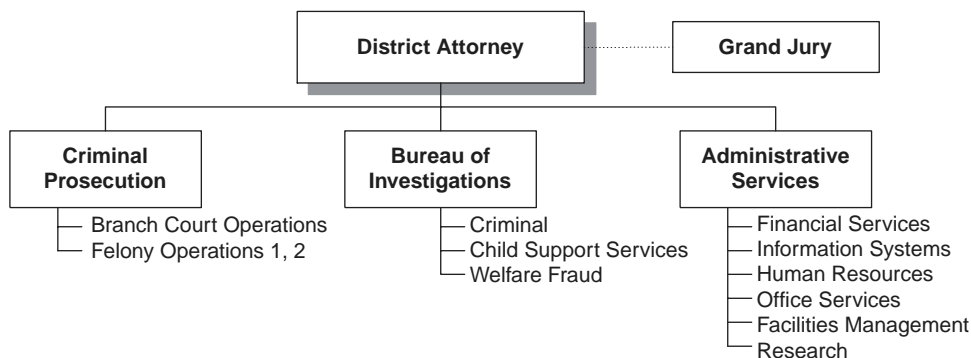 District Attorney
Grand Jury
Criminal
Prosecution
Branch Court Operations
Felony Operations 1, 2
Bureau of
Investigations
Criminal
Child Support Services
Welfare Fraud
Administrative
Services
Financial Services
Information Systems
Human Resources
Office Services
Facilities Management
Research